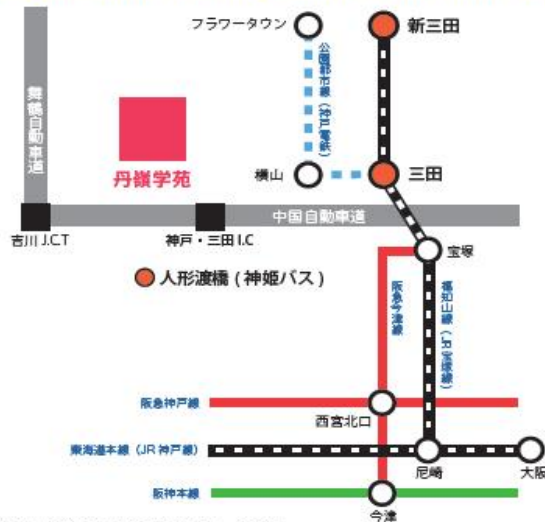 フラワータウン
新三田
公園都市線(神戸電鉄)
舞鶴自動車道
丹嶺学苑
横山
三田
中国自動車道
吉川 J.C.T
神戸・三田 I.C
宝塚
人形渡橋 ( 神姫バス )
阪急今津線
福知山線(JR宝塚線)
阪急神戸線
西宮北口
東海道本線(JR 神戸線)
尼崎
大阪
阪神本線
今津